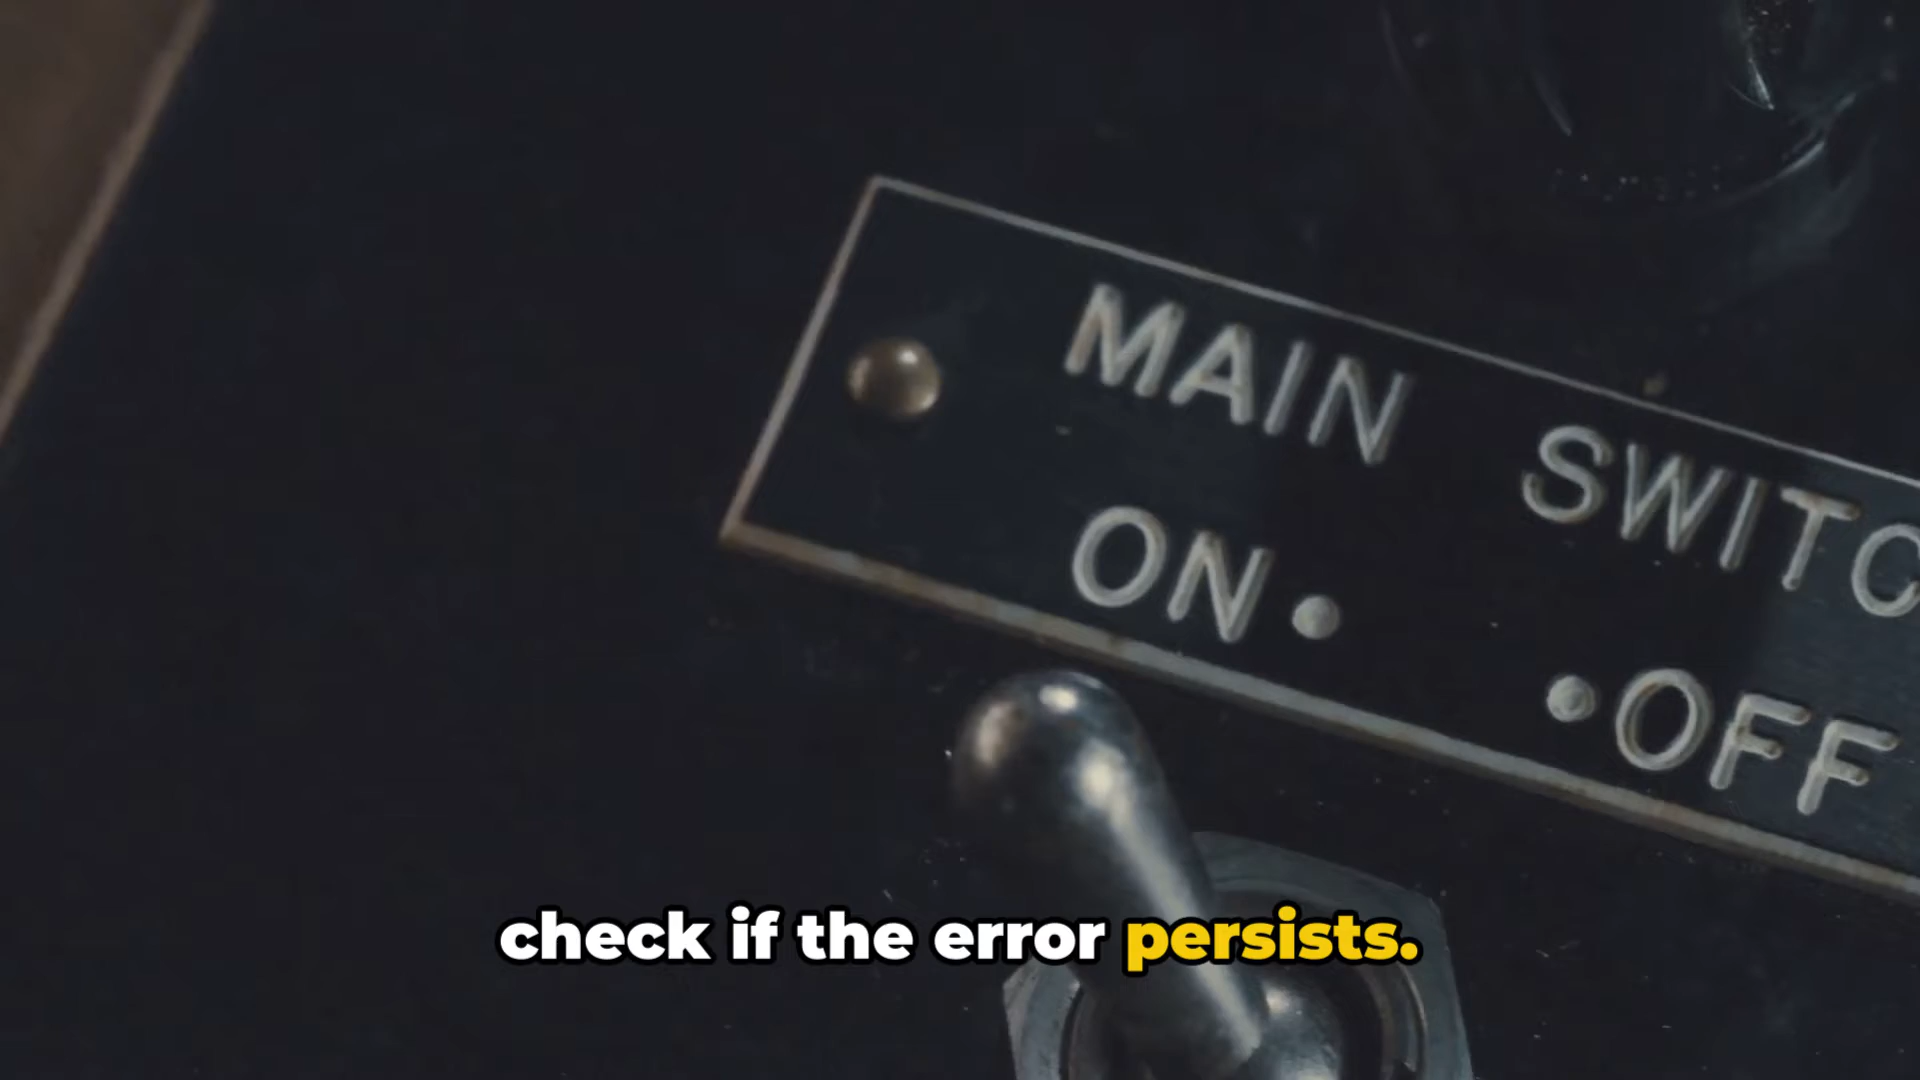 MAIN SWITC
ON•
•OFF
check if the error persists.